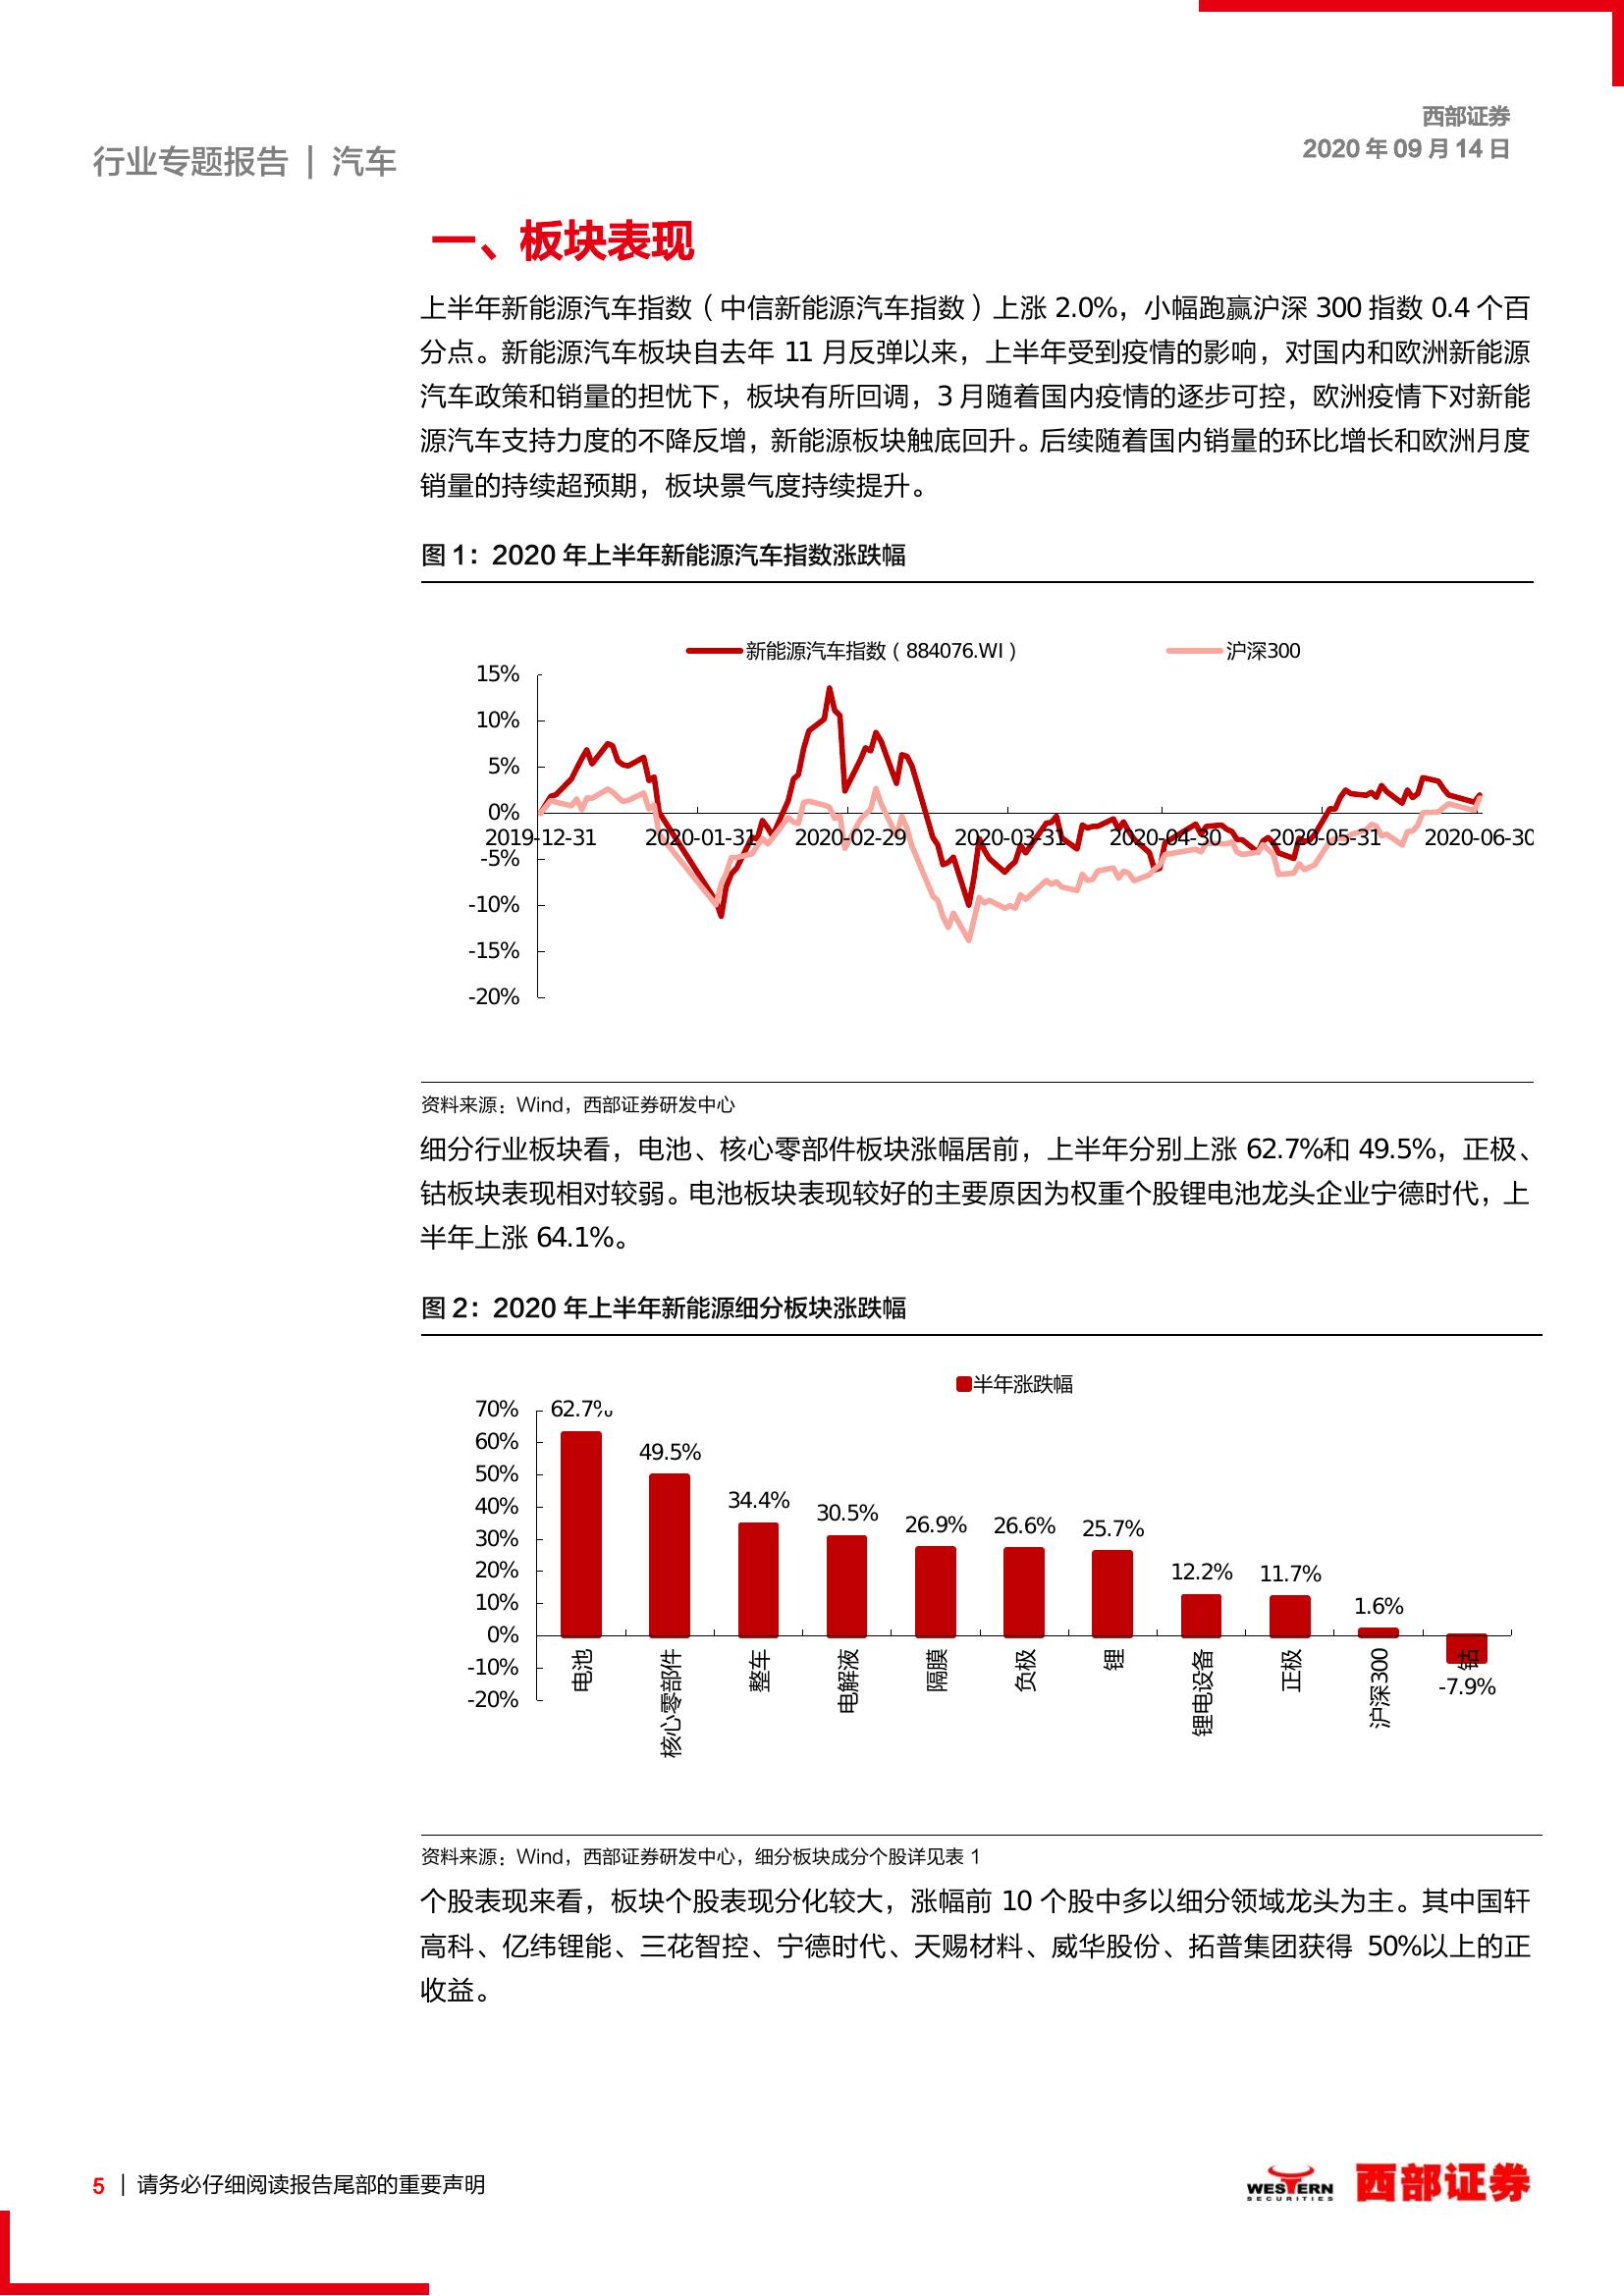 西部证券
2020 年 09 月 14 日
行业专题报告 | 汽车
一、板块表现
上半年新能源汽车指数（中信新能源汽车指数）上涨 2.0%，小幅跑赢沪深 300 指数 0.4 个百
分点。新能源汽车板块自去年 11 月反弹以来，上半年受到疫情的影响，对国内和欧洲新能源
汽车政策和销量的担忧下，板块有所回调，3 月随着国内疫情的逐步可控，欧洲疫情下对新能
源汽车支持力度的不降反增，新能源板块触底回升。后续随着国内销量的环比增长和欧洲月度
销量的持续超预期，板块景气度持续提升。
图 1：2020 年上半年新能源汽车指数涨跌幅
新能源汽车指数（884076.WI） 沪深300
15%
10%
5%
0%
2019-12-31 2020-01-31 2020-02-29 2020-03-31 2020-04-30 2020-05-31 2020-06-30
-5%
-10%
-15%
-20%
资料来源：Wind，西部证券研发中心
细分行业板块看，电池、核心零部件板块涨幅居前，上半年分别上涨 62.7%和 49.5%，正极、
钴板块表现相对较弱。电池板块表现较好的主要原因为权重个股锂电池龙头企业宁德时代，上
半年上涨 64.1%。
图 2：2020 年上半年新能源细分板块涨跌幅
半年涨跌幅
70%
60%
50%
40%
30%
20%
10%
0%
-10%
-20%
62.7% 49.5% 34.4% 30.5% 26.9% 26.6% 25.7% 12.2% 11.7% 1.6% -7.9%
电池 核心零部件 整车 电解液 隔膜 负极 锂 锂电设备 正极 沪深300 钴
资料来源：Wind，西部证券研发中心，细分板块成分个股详见表 1
个股表现来看，板块个股表现分化较大，涨幅前 10 个股中多以细分领域龙头为主。其中国轩
高科、亿纬锂能、三花智控、宁德时代、天赐材料、威华股份、拓普集团获得 50%以上的正
收益。
5 | 请务必仔细阅读报告尾部的重要声明
WESTERN
SECURITIES
西部证券